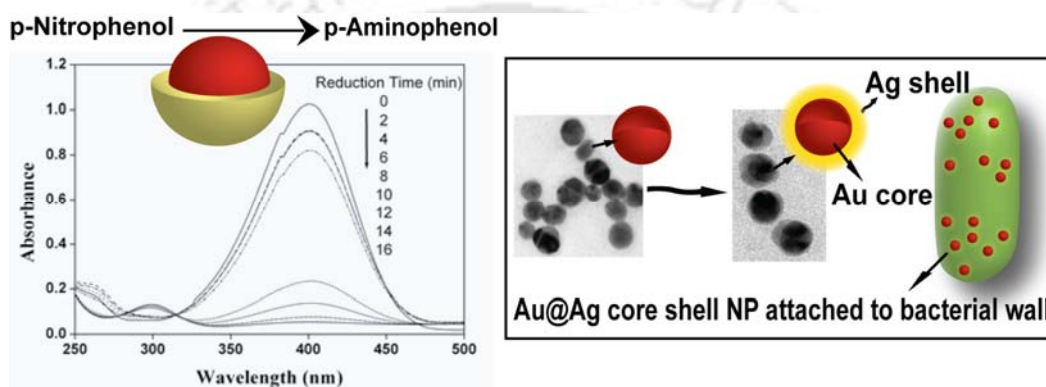 p-Nitrophenol p-Aminophenol
1.2
1.0
0.8
0.6
0.4
0.2
0.0
Absorbance
Reduction Time (min)
0
2
4
6
8
10
12
14
16
250 300 350 400 450 500
Wavelength (nm)
Ag shell
Au core
Au@Ag core shell NP attached to bacterial wall